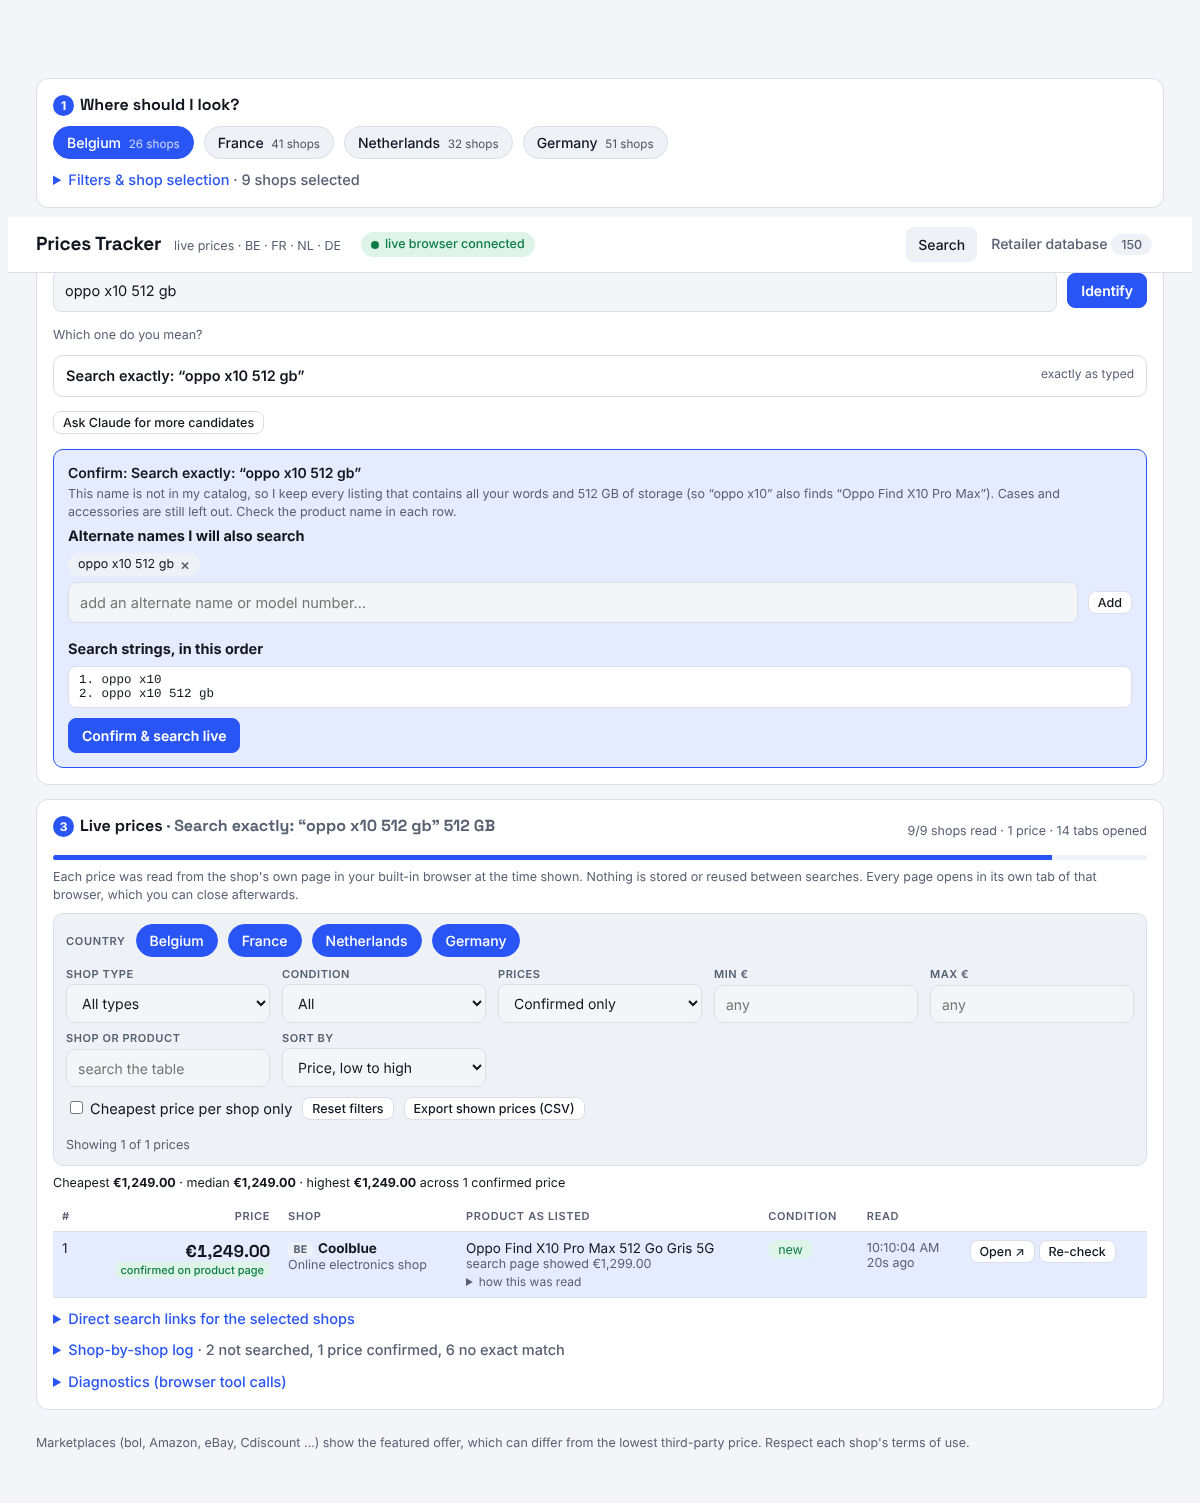 1 Where should I look?
Belgium 26 shops France 41 shops Netherlands 32 shops Germany 51 shops
▶ Filters & shop selection · 9 shops selected
Prices Tracker live prices · BE · FR · NL · DE ● live browser connected Search Retailer database 150
oppo x10 512 gb Identify
Which one do you mean?
Search exactly: “oppo x10 512 gb” exactly as typed
Ask Claude for more candidates
Confirm: Search exactly: “oppo x10 512 gb”
This name is not in my catalog, so I keep every listing that contains all your words and 512 GB of storage (so “oppo x10” also finds “Oppo Find X10 Pro Max”). Cases and
accessories are still left out. Check the product name in each row.
Alternate names I will also search
oppo x10 512 gb ×
add an alternate name or model number... Add
Search strings, in this order
1. oppo x10
2. oppo x10 512 gb
Confirm & search live
3 Live prices · Search exactly: “oppo x10 512 gb” 512 GB 9/9 shops read · 1 price · 14 tabs opened
Each price was read from the shop's own page in your built-in browser at the time shown. Nothing is stored or reused between searches. Every page opens in its own tab of that
browser, which you can close afterwards.
COUNTRY Belgium France Netherlands Germany
SHOP TYPE CONDITION PRICES MIN € MAX €
All types All Confirmed only any any
SHOP OR PRODUCT SORT BY
search the table Price, low to high
Cheapest price per shop only Reset filters Export shown prices (CSV)
Showing 1 of 1 prices
Cheapest €1,249.00 · median €1,249.00 · highest €1,249.00 across 1 confirmed price
# PRICE SHOP PRODUCT AS LISTED CONDITION READ
1 €1,249.00 BE Coolblue Oppo Find X10 Pro Max 512 Go Gris 5G new 10:10:04 AM Open ↗ Re-check
confirmed on product page Online electronics shop search page showed €1,299.00 20s ago
▶ how this was read
▶ Direct search links for the selected shops
▶ Shop-by-shop log · 2 not searched, 1 price confirmed, 6 no exact match
▶ Diagnostics (browser tool calls)
Marketplaces (bol, Amazon, eBay, Cdiscount ...) show the featured offer, which can differ from the lowest third-party price. Respect each shop's terms of use.